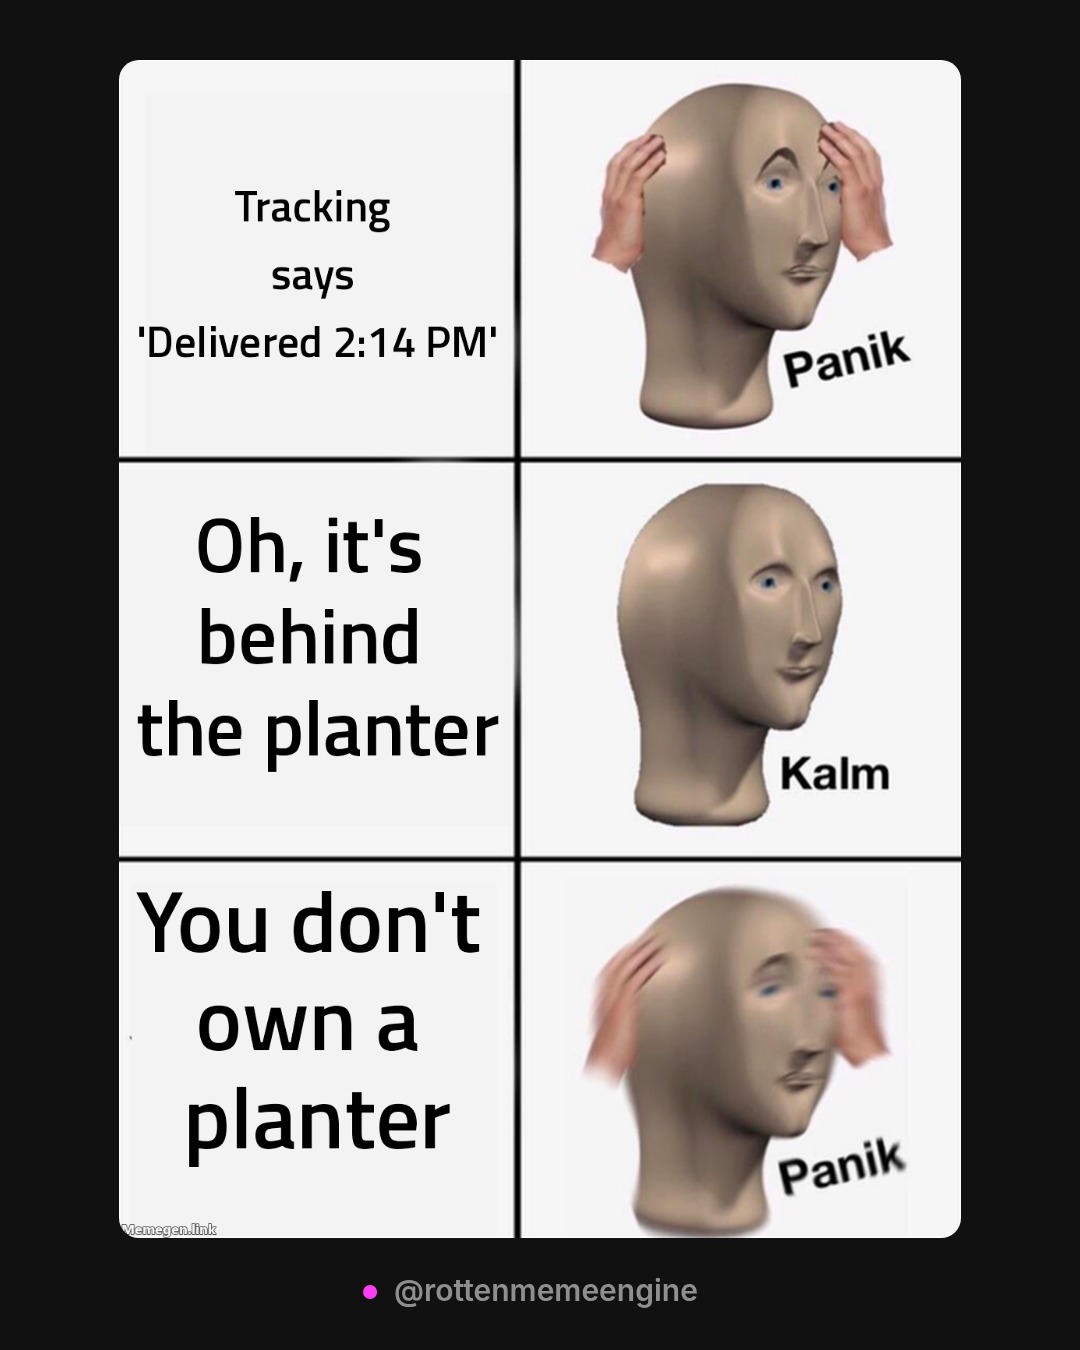 Tracking
says
'Delivered 2:14 PM'
Panik
Oh, it's
behind
the planter
Kalm
You don't
own a
planter
Panik
Memegen.link
@rottenmemeengine